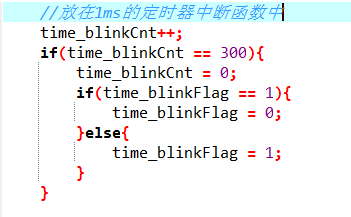 //放在1ms的定时器中断函数中
time_blinkCnt++;
if(time_blinkCnt == 300){
time_blinkCnt = 0;
if(time_blinkFlag == 1){
time_blinkFlag = 0;
}else{
time_blinkFlag = 1;
}
}